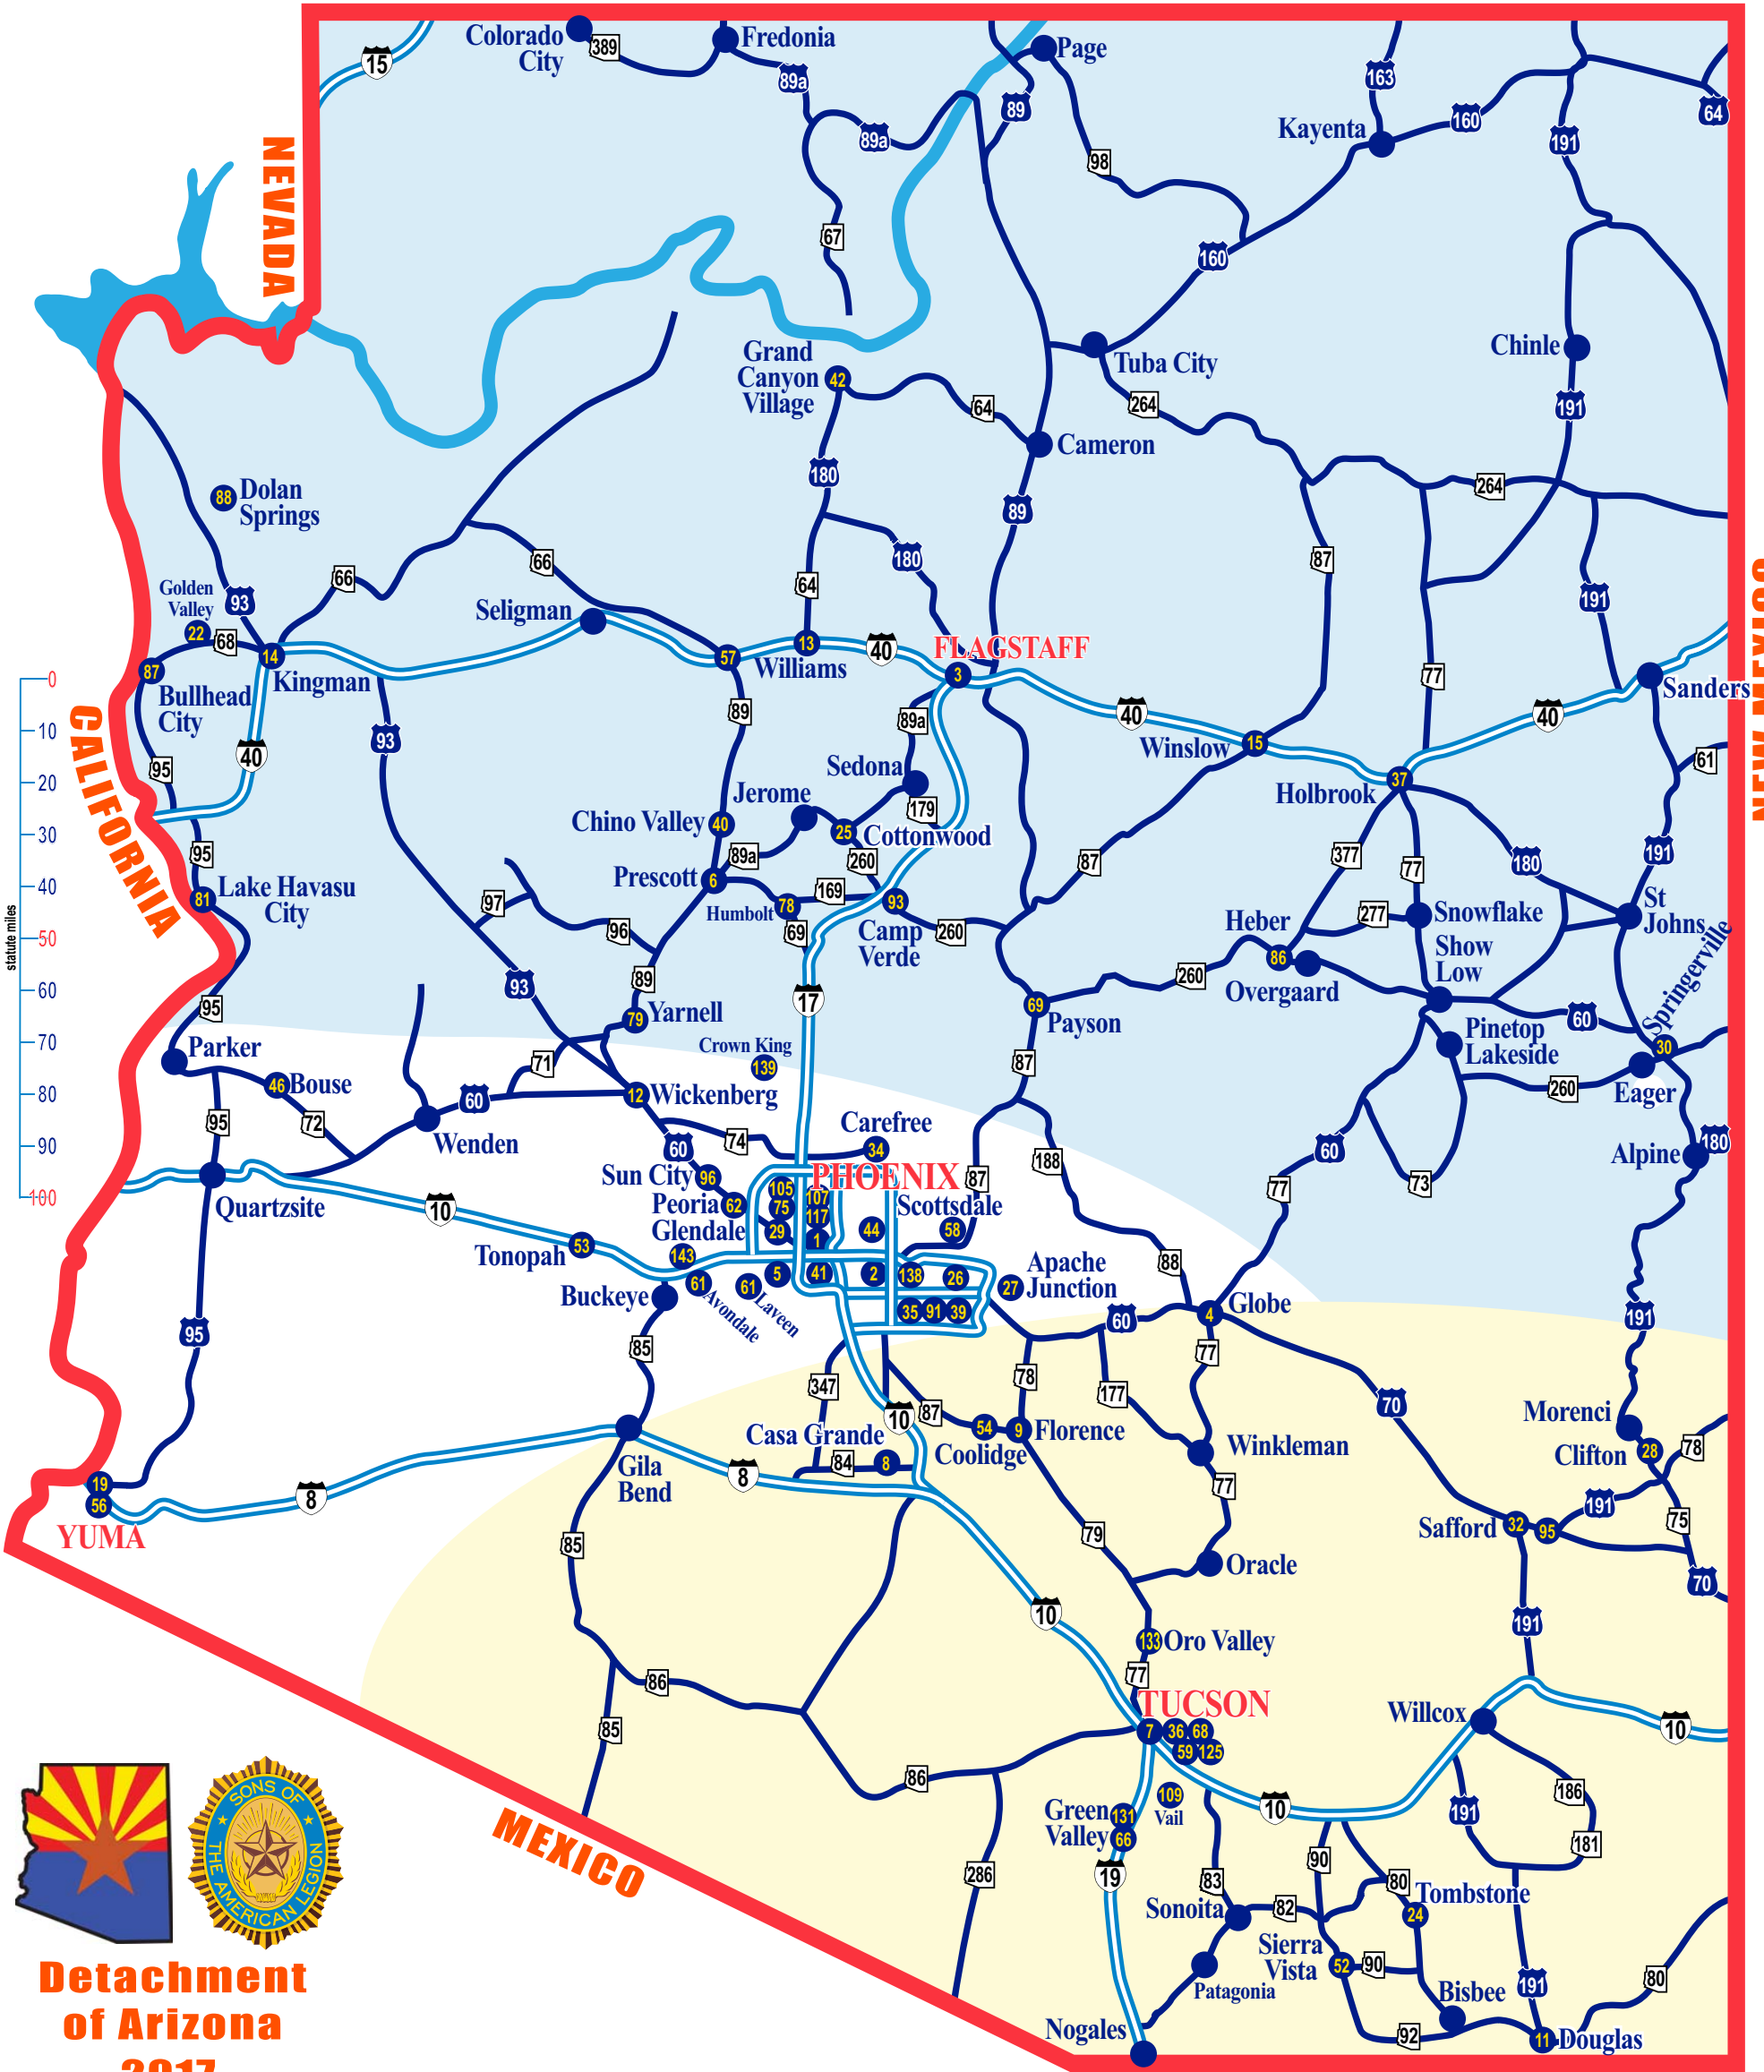 Colorado
City
389
Fredonia
89a
89a
Page
89
98
15
163
Kayenta
160
191
64
NEVADA
67
160
Grand
Canyon
Village
42
64
Tuba City
264
Chinle
191
Cameron
180
89
264
88
Dolan
Springs
66
66
180
87
Golden
Valley
93
22
68
64
191
Seligman
14
Kingman
57
13
Williams
40
FLAGSTAFF
3
77
87
Bullhead
City
Sanders
0
10
20
30
40
50
60
70
80
90
100
statute miles
CALIFORNIA
NEW MEXICO
93
89
89a
40
40
40
95
Winslow
15
61
Sedona
Jerome
179
37
Holbrook
Chino Valley
40
25
Cottonwood
95
89a
260
87
377
77
180
191
Prescott
6
81
Lake Havasu
City
97
Humbolt
78
169
93
69
Camp
Verde
260
96
Heber
277
Snowflake
St
Johns
Show
Low
86
Overgaard
260
89
93
17
95
69
Payson
60
Springerville
79
Yarnell
30
Parker
Crown King
139
Pinetop
Lakeside
71
87
Eager
260
46
Bouse
60
12
Wickenberg
95
72
Wenden
74
Carefree
34
60
188
60
180
Alpine
Sun City
96
PHOENIX
87
77
73
105
107
Quartzsite
Peoria
62
75
117
Scottsdale
10
Glendale
29
1
44
58
Tonopah
53
143
88
61
Avondale
61
Laveen
5
41
2
138
26
27
Apache
Junction
Buckeye
35
91
39
60
4
Globe
191
95
85
77
347
78
177
70
10
87
54
9
Florence
Coolidge
Morenci
Clifton
28
78
Casa Grande
84
8
Winkleman
Gila
Bend
8
8
77
19
56
YUMA
191
75
Safford
32
95
85
79
Oracle
70
10
191
133
Oro Valley
86
77
TUCSON
Willcox
7
36
68
59
125
10
85
86
109
Vail
10
186
Green
Valley
131
66
191
181
MEXICO
90
19
286
83
80
Tombstone
24
Sonoita
82
Sierra
Vista
52
90
Patagonia
191
80
Bisbee
Nogales
92
11
Douglas
SONS OF
THE AMERICAN LEGION
Detachment
of Arizona
2017